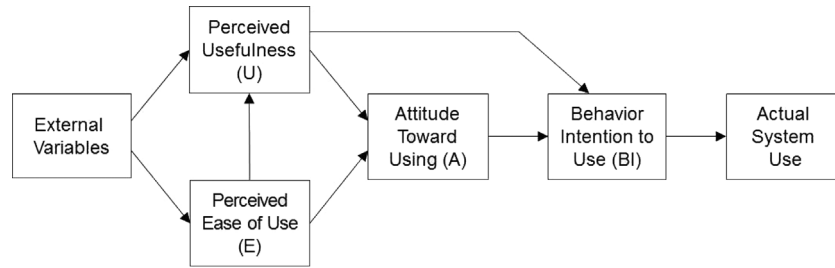 External
Variables
Perceived
Usefulness
(U)
Perceived
Ease of Use
(E)
Attitude
Toward
Using (A)
Behavior
Intention to
Use (BI)
Actual
System
Use